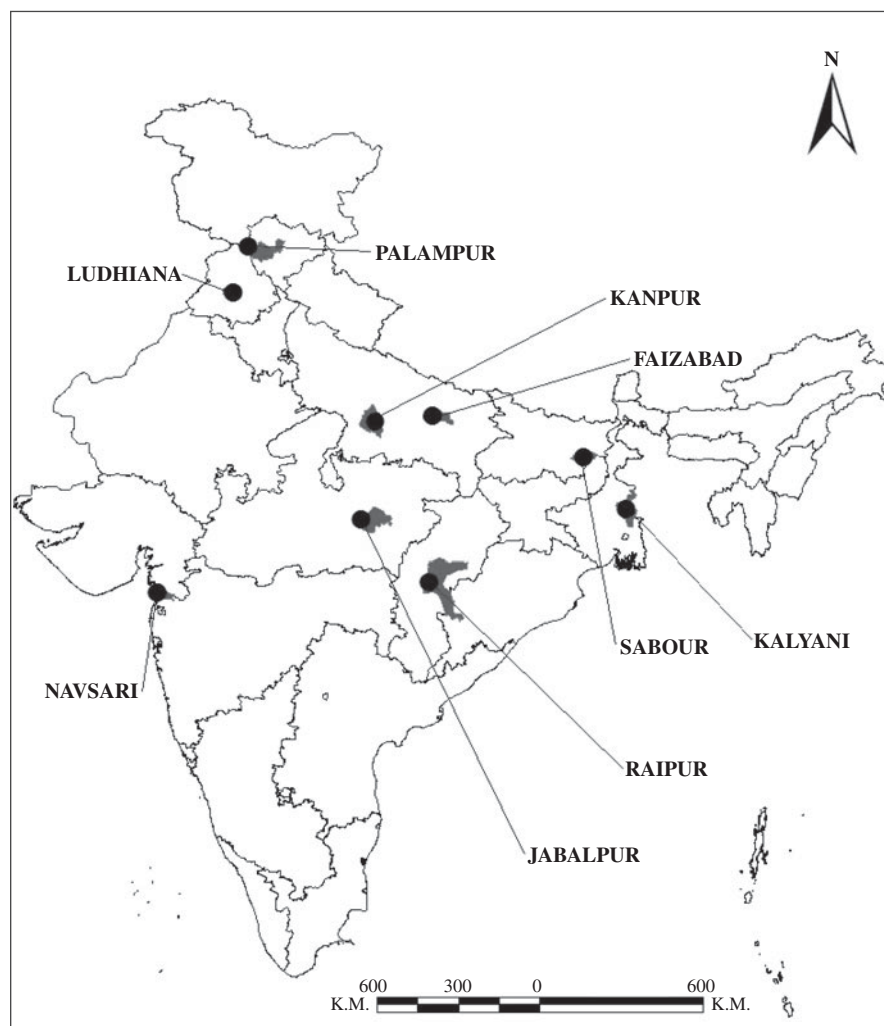 N
PALAMPUR
LUDHIANA
KANPUR
FAIZABAD
SABOUR
KALYANI
NAVSARI
RAIPUR
JABALPUR
600 300 0 600
K.M. K.M.